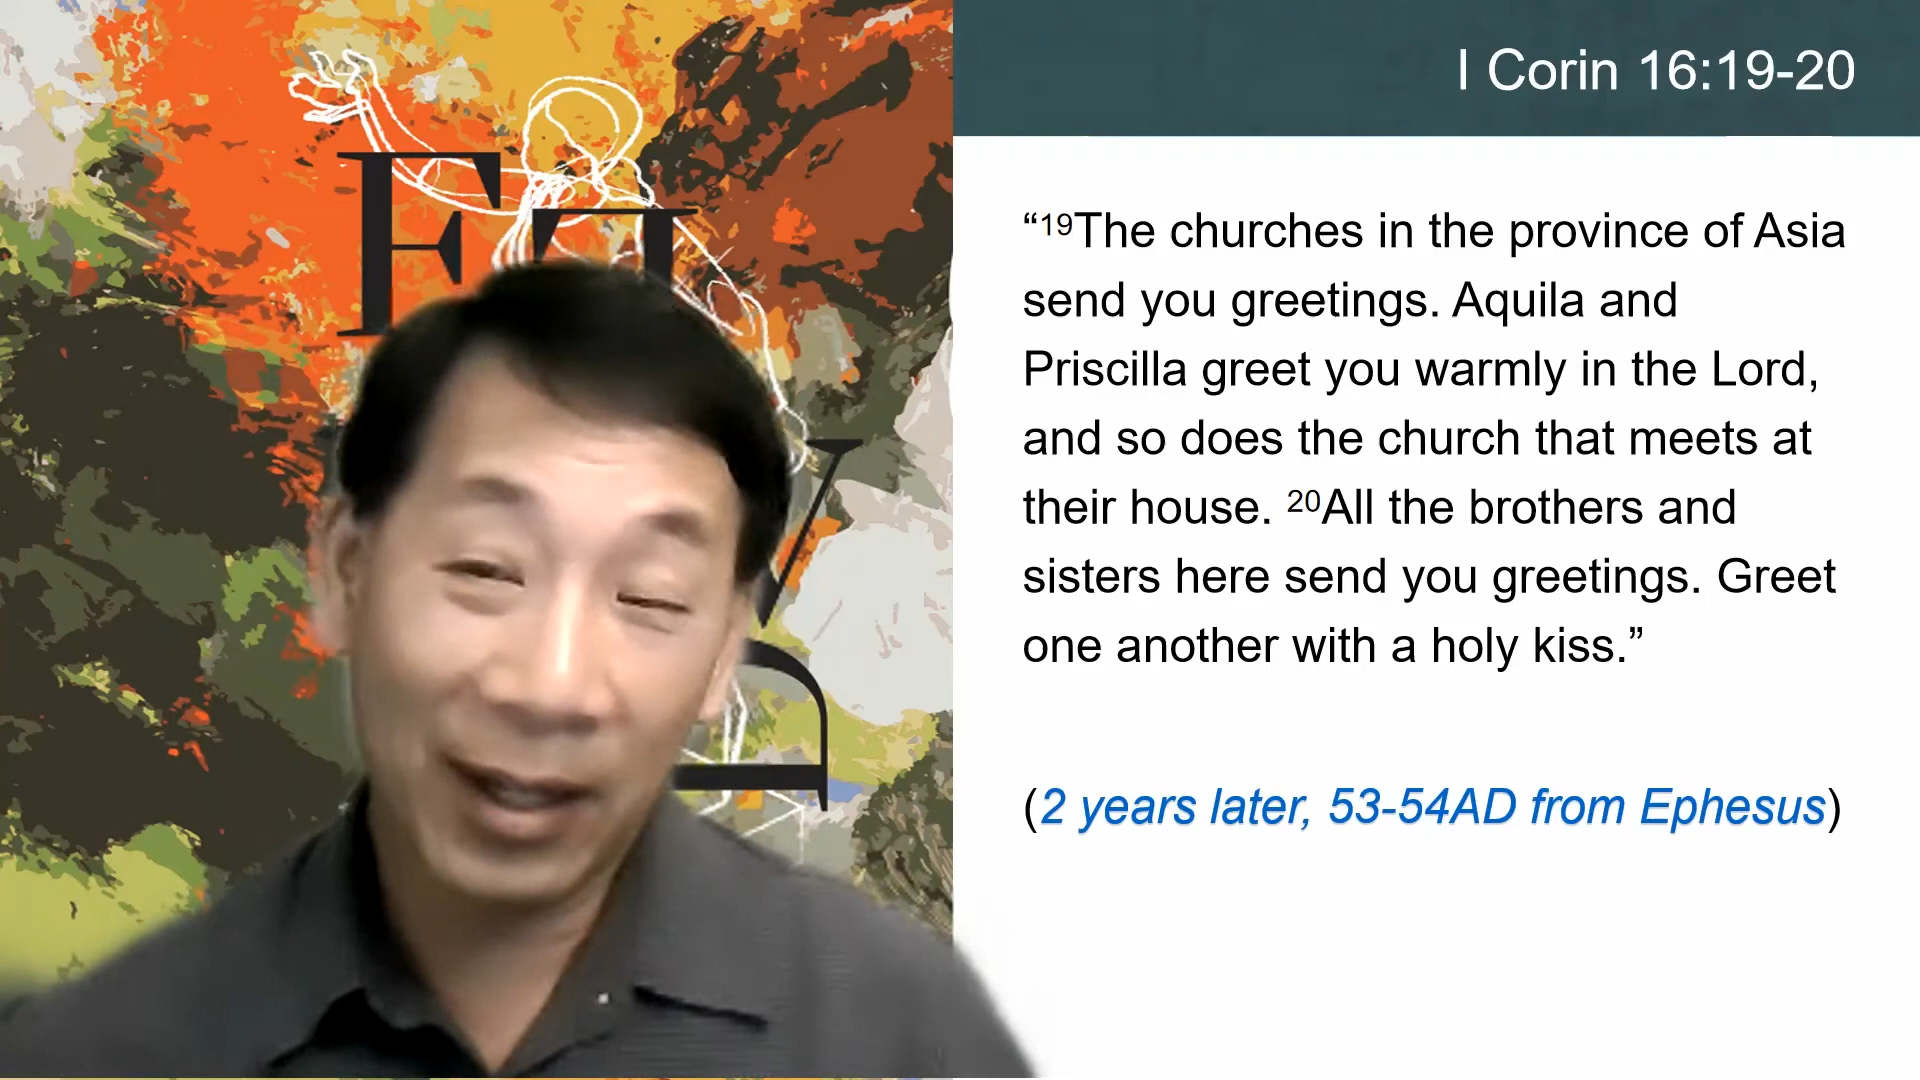 I Corin 16:19-20
“19The churches in the province of Asia
send you greetings. Aquila and
Priscilla greet you warmly in the Lord,
and so does the church that meets at
their house. 20All the brothers and
sisters here send you greetings. Greet
one another with a holy kiss.”
(2 years later, 53-54AD from Ephesus)